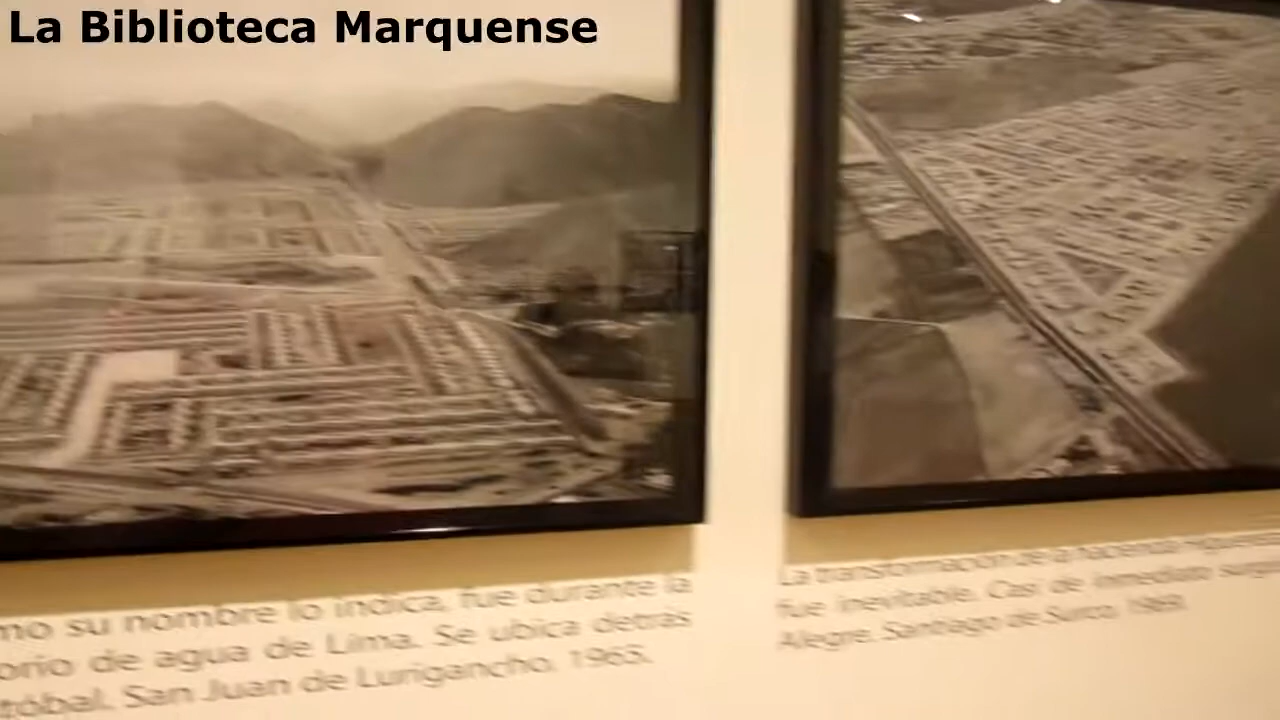 La Biblioteca Marquense
mo su nombre lo indica, fue durante la
orio de agua de Lima. Se ubica detrás
tóbal. San Juan de Lurigancho. 1965.
La transformación de la hacienda
fue inevitable. Casi de inmediato
Alegre. Santiago de Surco. 1969.